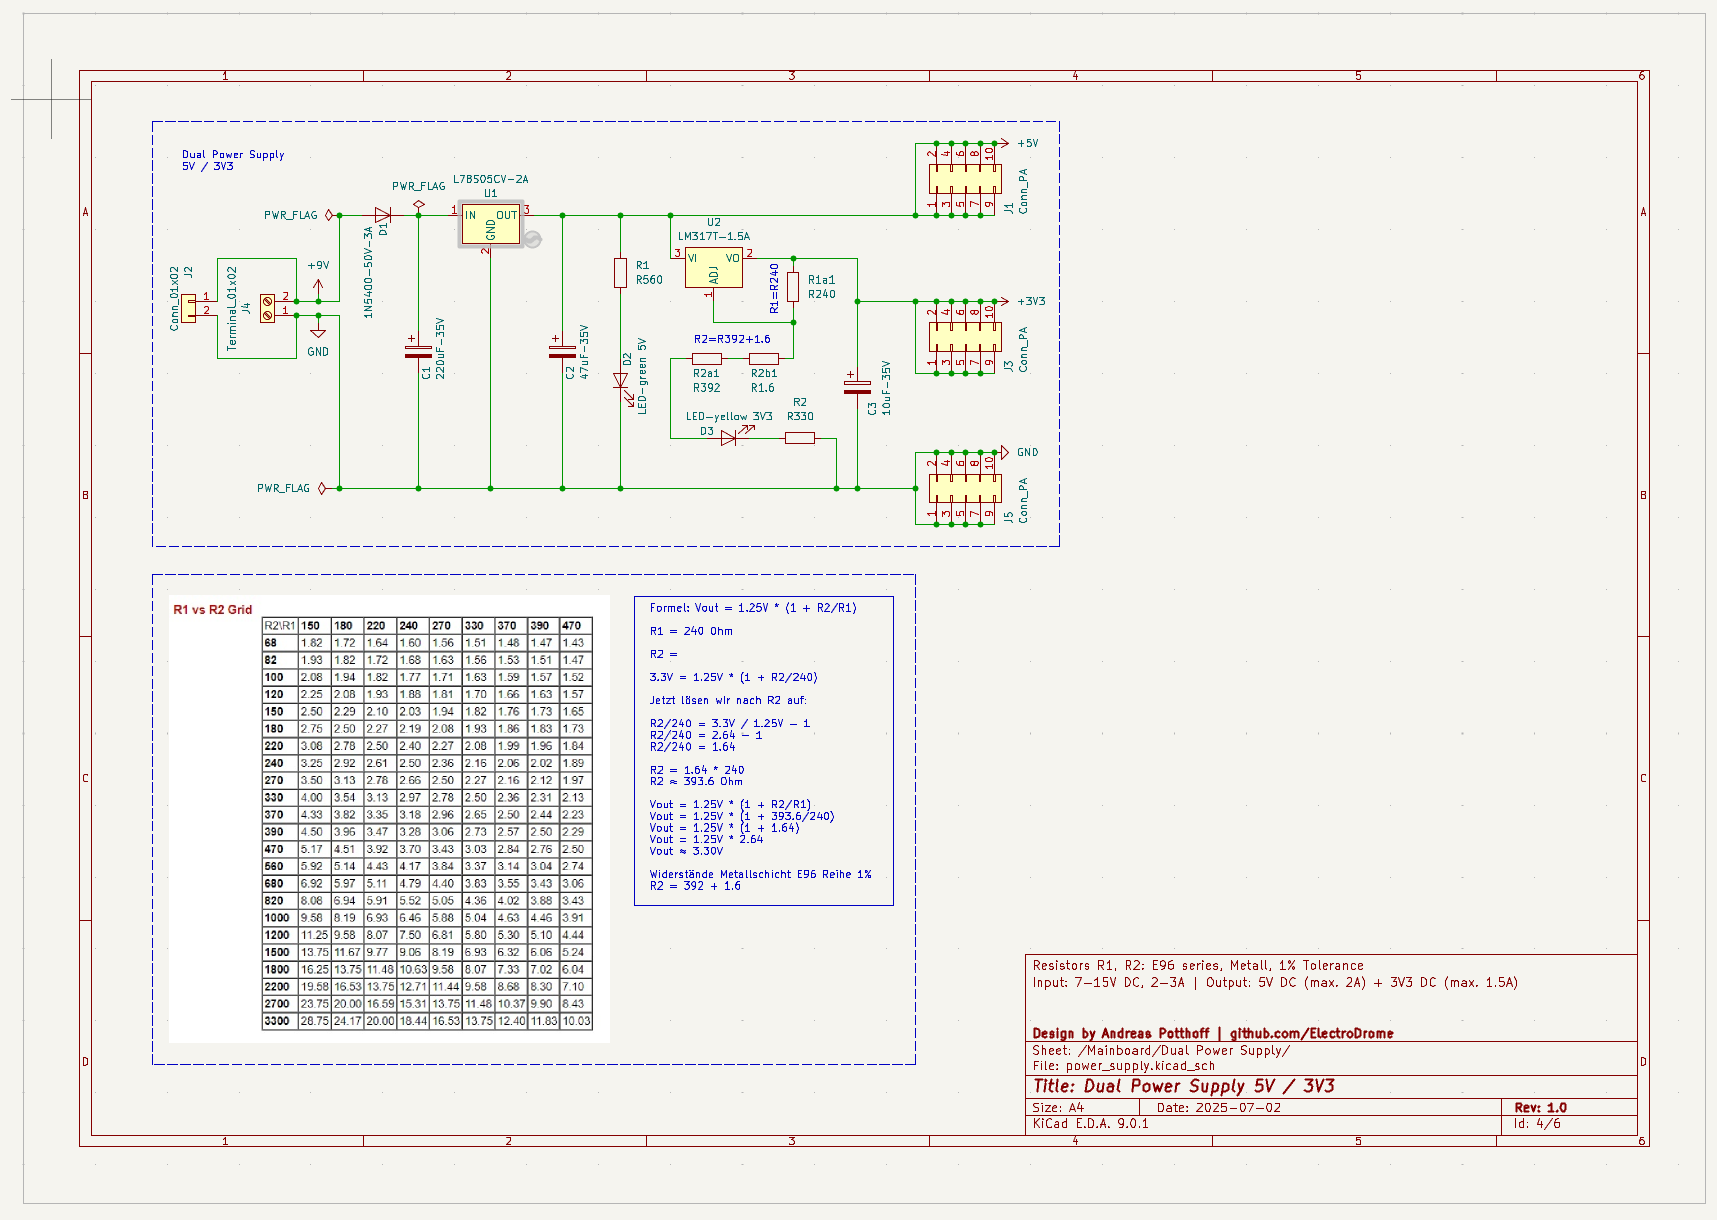 1 2 3 4 5 6
A
B
C
D
A
B
C
D
Dual Power Supply
5V / 3V3
PWR_FLAG
L78S05CV-2A
U1
PWR_FLAG
D1
1N5400-50V-3A
1
IN
OUT
3
GND
2
J2
Conn_01x02
1
2
Terminal_01x02
J4
2
1
+9V
GND
+
C1
220uF-35V
+
C2
47uF-35V
R1
R560
D2
LED-green 5V
U2
LM317T-1.5A
3
VI
VO
2
ADJ
1
R1=R240
R1a1
R240
R2=R392+1.6
R2a1
R392
R2b1
R1.6
LED-yellow 3V3
D3
R2
R330
+
C3
10uF-35V
PWR_FLAG
+5V
2 4 6 8 10
1 3 5 7 9
J1
Conn_PA
+3V3
2 4 6 8 10
1 3 5 7 9
J3
Conn_PA
GND
2 4 6 8 10
1 3 5 7 9
J5
Conn_PA
R1 vs R2 Grid
R2\R1 150 180 220 240 270 330 370 390 470
68 1.82 1.72 1.64 1.60 1.56 1.51 1.48 1.47 1.43
82 1.93 1.82 1.72 1.68 1.63 1.56 1.53 1.51 1.47
100 2.08 1.94 1.82 1.77 1.71 1.63 1.59 1.57 1.52
120 2.25 2.08 1.93 1.88 1.81 1.70 1.66 1.63 1.57
150 2.50 2.29 2.10 2.03 1.94 1.82 1.76 1.73 1.65
180 2.75 2.50 2.27 2.19 2.08 1.93 1.86 1.83 1.73
220 3.08 2.78 2.50 2.40 2.27 2.08 1.99 1.96 1.84
240 3.25 2.92 2.61 2.50 2.36 2.16 2.06 2.02 1.89
270 3.50 3.13 2.78 2.66 2.50 2.27 2.16 2.12 1.97
330 4.00 3.54 3.13 2.97 2.78 2.50 2.36 2.31 2.13
370 4.33 3.82 3.35 3.18 2.96 2.65 2.50 2.44 2.23
390 4.50 3.96 3.47 3.28 3.06 2.73 2.57 2.50 2.29
470 5.17 4.51 3.92 3.70 3.43 3.03 2.84 2.76 2.50
560 5.92 5.14 4.43 4.17 3.84 3.37 3.14 3.04 2.74
680 6.92 5.97 5.11 4.79 4.40 3.83 3.55 3.43 3.06
820 8.08 6.94 5.91 5.52 5.05 4.36 4.02 3.88 3.43
1000 9.58 8.19 6.93 6.46 5.88 5.04 4.63 4.46 3.91
1200 11.25 9.58 8.07 7.50 6.81 5.80 5.30 5.10 4.44
1500 13.75 11.67 9.77 9.06 8.19 6.93 6.32 6.06 5.24
1800 16.25 13.75 11.48 10.63 9.58 8.07 7.33 7.02 6.04
2200 19.58 16.53 13.75 12.71 11.44 9.58 8.68 8.30 7.10
2700 23.75 20.00 16.59 15.31 13.75 11.48 10.37 9.90 8.43
3300 28.75 24.17 20.00 18.44 16.53 13.75 12.40 11.83 10.03
Formel: Vout = 1.25V * (1 + R2/R1)
R1 = 240 Ohm
R2 =
3.3V = 1.25V * (1 + R2/240)
Jetzt lösen wir nach R2 auf:
R2/240 = 3.3V / 1.25V - 1
R2/240 = 2.64 - 1
R2/240 = 1.64
R2 = 1.64 * 240
R2 ≈ 393.6 Ohm
Vout = 1.25V * (1 + R2/R1)
Vout = 1.25V * (1 + 393.6/240)
Vout = 1.25V * (1 + 1.64)
Vout = 1.25V * 2.64
Vout ≈ 3.30V
Widerstände Metallschicht E96 Reihe 1%
R2 = 392 + 1.6
Resistors R1, R2: E96 series, Metall, 1% Tolerance
Input: 7-15V DC, 2-3A | Output: 5V DC (max. 2A) + 3V3 DC (max. 1.5A)
Design by Andreas Potthoff | github.com/ElectroDrome
Sheet: /Mainboard/Dual Power Supply/
File: power_supply.kicad_sch
Title: Dual Power Supply 5V / 3V3
Size: A4
Date: 2025-07-02
Rev: 1.0
KiCad E.D.A. 9.0.1
Id: 4/6
1 2 3 4 5 6